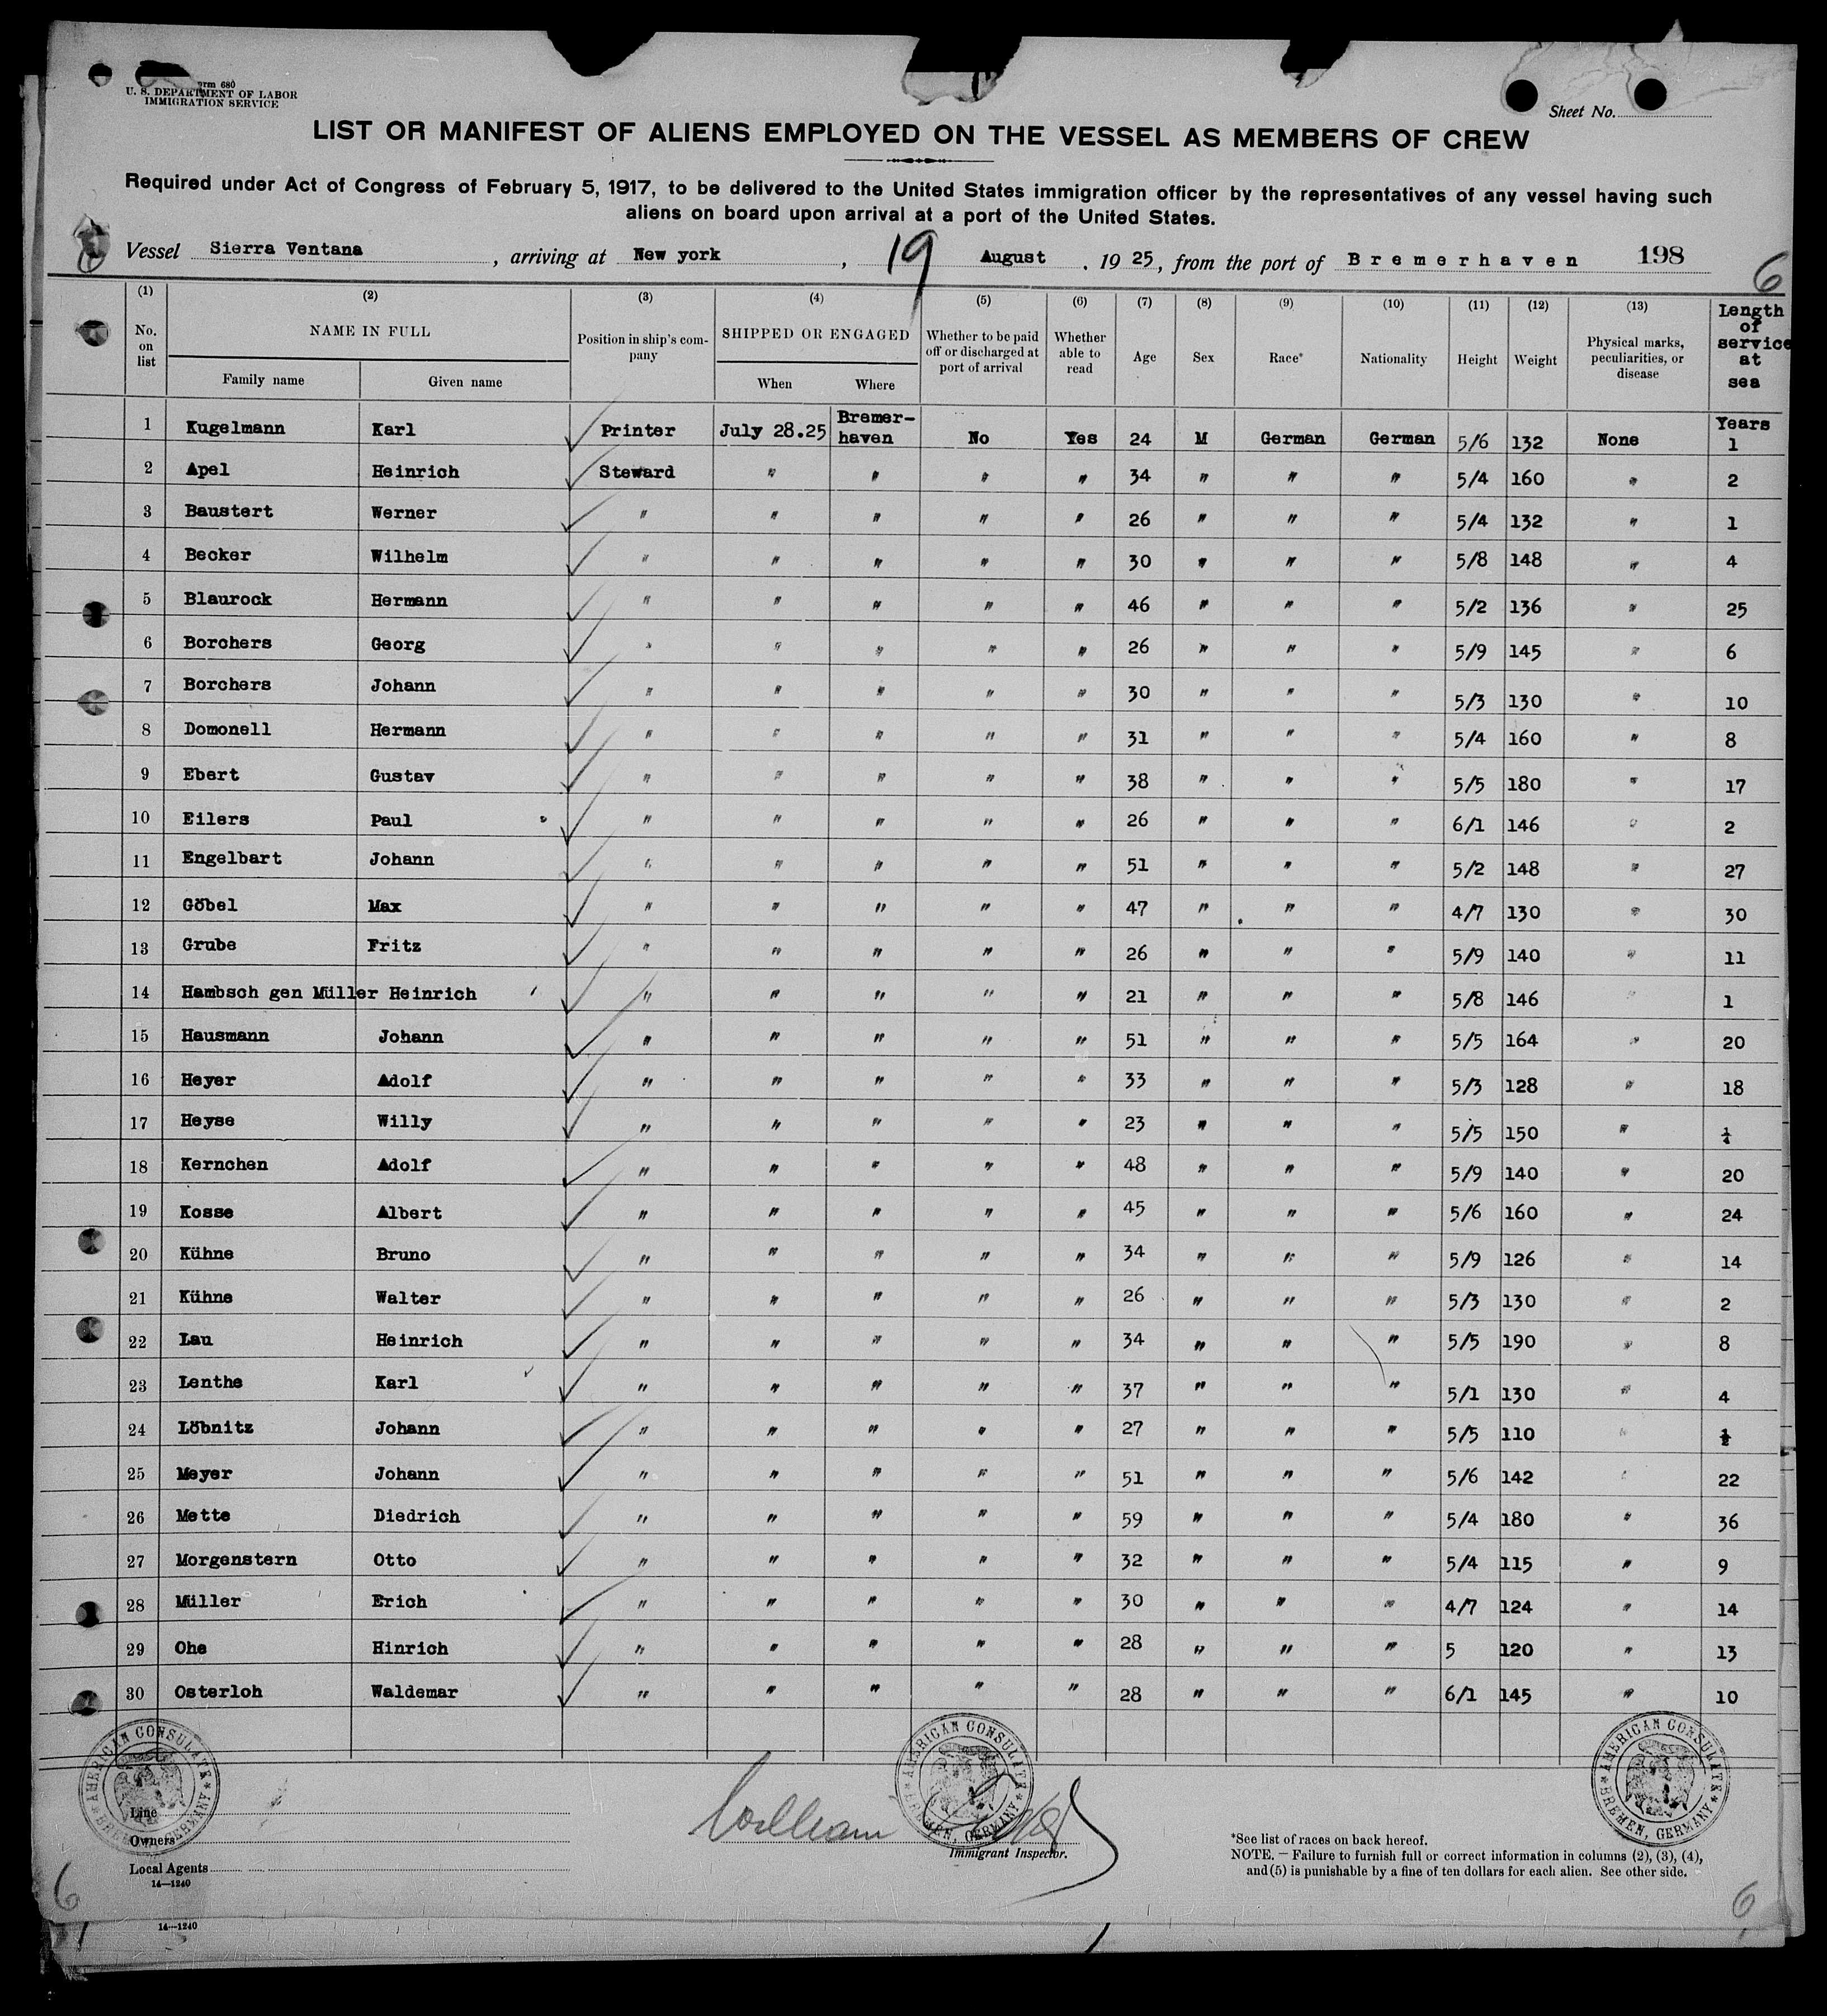 orm 680
U. S. DEPARTMENT OF LABOR
IMMIGRATION SERVICE
Sheet No.
LIST OR MANIFEST OF ALIENS EMPLOYED ON THE VESSEL AS MEMBERS OF CREW
Required under Act of Congress of February 5, 1917, to be delivered to the United States immigration officer by the representatives of any vessel having such
aliens on board upon arrival at a port of the United States.
Vessel Sierra Ventana, arriving at New york, 19 August, 1925, from the port of Bremerhaven 198 6
(1) (2) (3) (4) (5) (6) (7) (8) (9) (10) (11) (12) (13) Length of service at sea
No. on list NAME IN FULL Position in ship's company SHIPPED OR ENGAGED Whether to be paid off or discharged at port of arrival Whether able to read Age Sex Race* Nationality Height Weight Physical marks, peculiarities, or disease
Family name Given name When Where
1 Kugelmann Karl Printer July 28.25 Bremer-haven No Yes 24 M German German 5/6 132 None Years 1
2 Apel Heinrich Steward " " " " 34 " " " 5/4 160 " 2
3 Baustert Werner " " " " " 26 " " " 5/4 132 " 1
4 Becker Wilhelm " " " " " 30 " " " 5/8 148 " 4
5 Blaurock Hermann " " " " " 46 " " " 5/2 136 " 25
6 Borchers Georg " " " " " 26 " " " 5/9 145 " 6
7 Borchers Johann " " " " " 30 " " " 5/3 130 " 10
8 Domonell Hermann " " " " " 31 " " " 5/4 160 " 8
9 Ebert Gustav " " " " " 38 " " " 5/5 180 " 17
10 Eilers Paul " " " " " 26 " " " 6/1 146 " 2
11 Engelbart Johann " " " " " 51 " " " 5/2 148 " 27
12 Göbel Max " " " " " 47 " " " 4/7 130 " 30
13 Grube Fritz " " " " " 26 " " " 5/9 140 " 11
14 Hambsch gen Müller Heinrich " " " " " 21 " " " 5/8 146 " 1
15 Hausmann Johann " " " " " 51 " " " 5/5 164 " 20
16 Heyer Adolf " " " " " 33 " " " 5/3 128 " 18
17 Heyse Willy " " " " " 23 " " " 5/5 150 " ¼
18 Kernchen Adolf " " " " " 48 " " " 5/9 140 " 20
19 Kosse Albert " " " " " 45 " " " 5/6 160 " 24
20 Kühne Bruno " " " " " 34 " " " 5/9 126 " 14
21 Kühne Walter " " " " " 26 " " " 5/3 130 " 2
22 Lau Heinrich " " " " " 34 " " " 5/5 190 " 8
23 Lenthe Karl " " " " " 37 " " " 5/1 130 " 4
24 Löbnitz Johann " " " " " 27 " " " 5/5 110 " ½
25 Meyer Johann " " " " " 51 " " " 5/6 142 " 22
26 Mette Diedrich " " " " " 59 " " " 5/4 180 " 36
27 Morgenstern Otto " " " " " 32 " " " 5/4 115 " 9
28 Müller Erich " " " " " 30 " " " 4/7 124 " 14
29 Ohe Hinrich " " " " " 28 " " " 5 120 " 13
30 Osterloh Waldemar " " " " " 28 " " " 6/1 145 " 10
AMERICAN CONSULATE BREMEN, GERMANY
AMERICAN CONSULATE BREMEN, GERMANY
AMERICAN CONSULATE BREMEN, GERMANY
Line
Owners
Local Agents
14—1240
William
Immigrant Inspector.
*See list of races on back hereof.
NOTE. — Failure to furnish full or correct information in columns (2), (3), (4),
and (5) is punishable by a fine of ten dollars for each alien. See other side.
6
6
14—1240